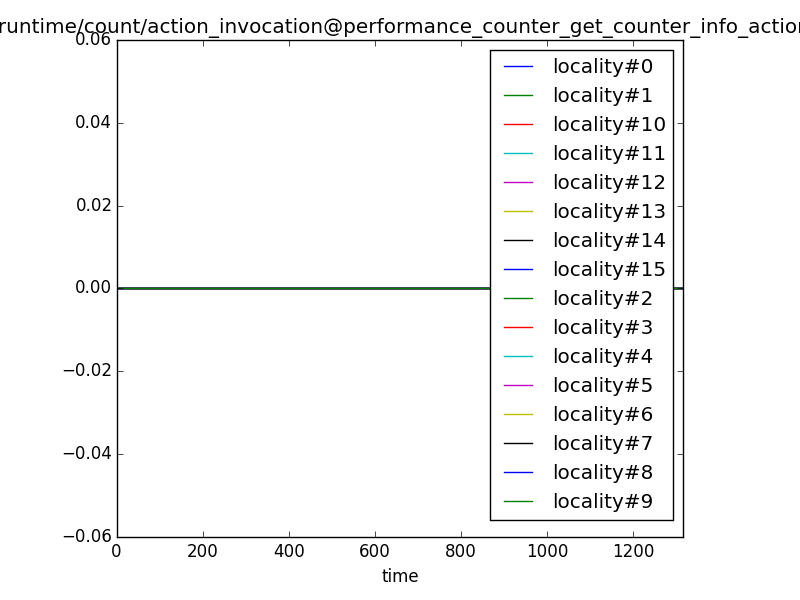 runtime/count/action_invocation@performance_counter_get_counter_info_action
0.06
0.04
0.02
0.00
−0.02
−0.04
−0.06
0 200 400 600 800 1000 1200
time
locality#0
locality#1
locality#10
locality#11
locality#12
locality#13
locality#14
locality#15
locality#2
locality#3
locality#4
locality#5
locality#6
locality#7
locality#8
locality#9